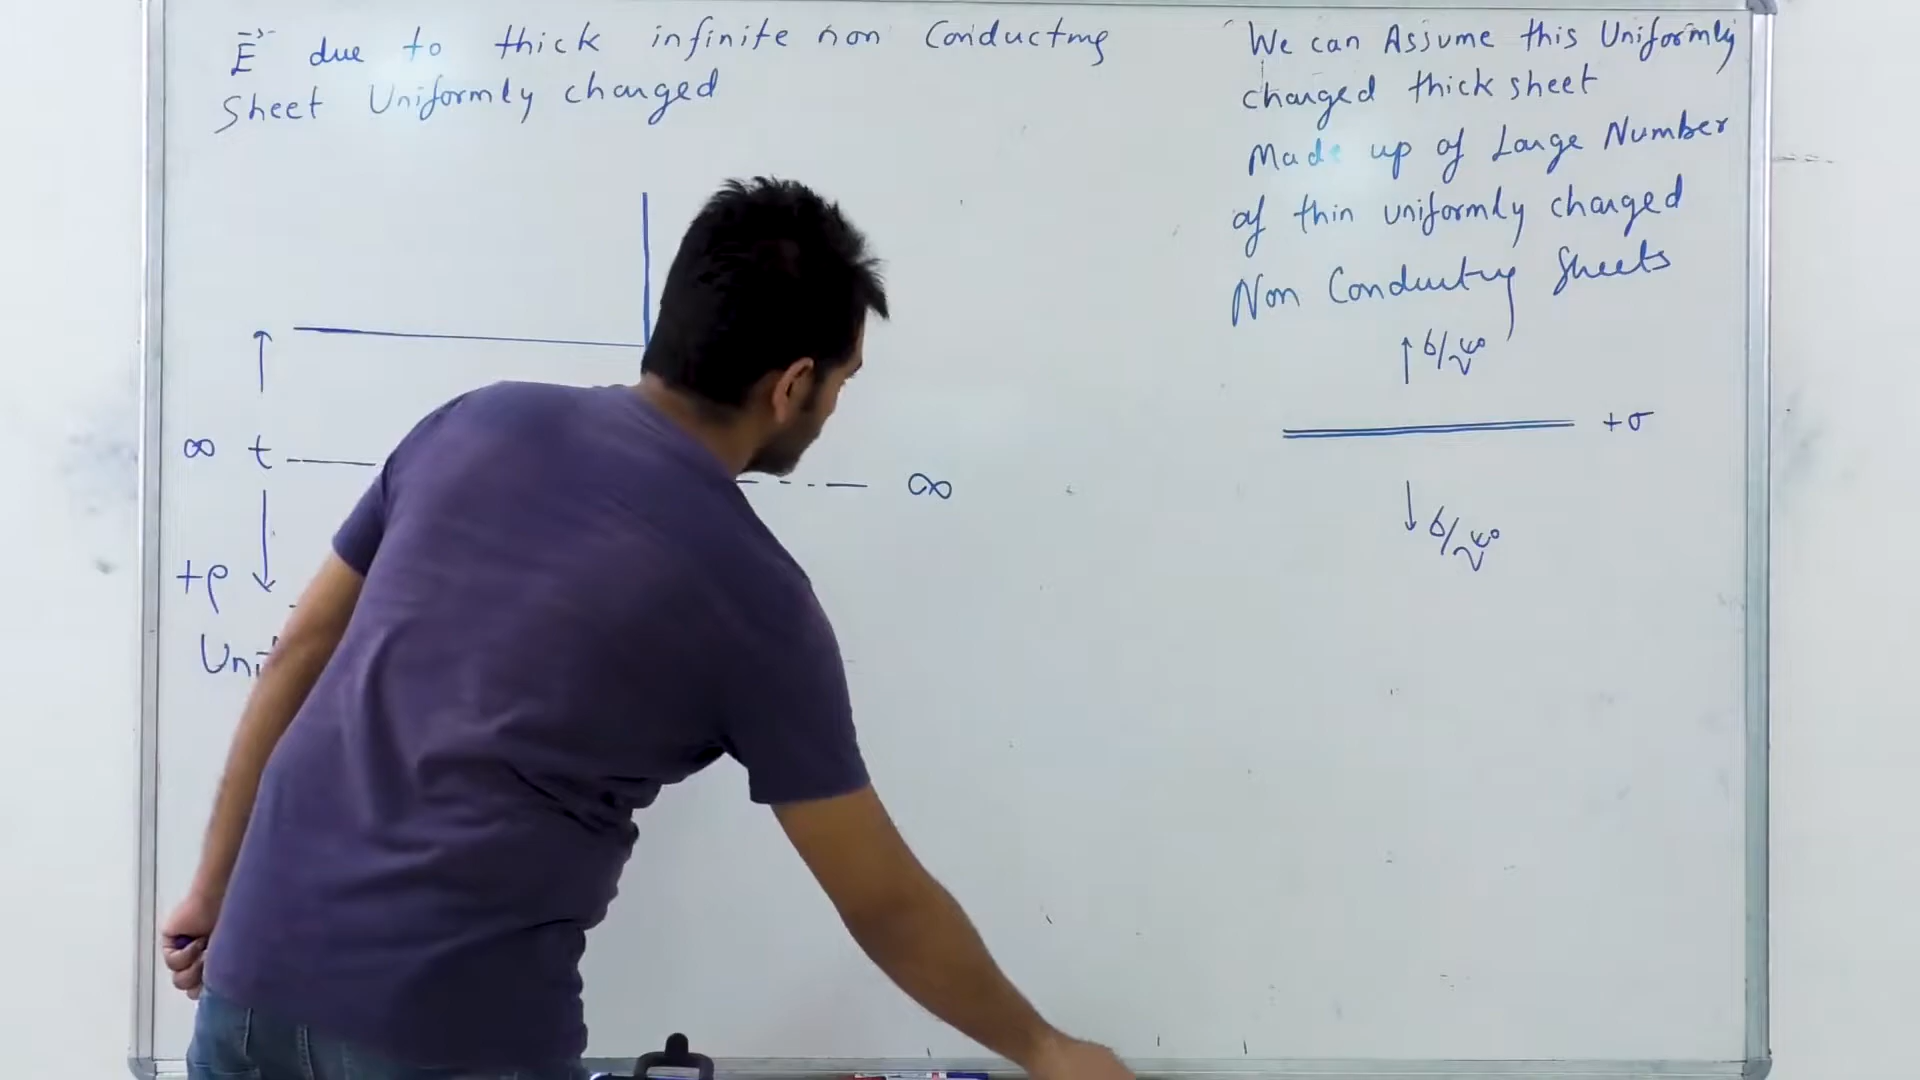 E due to thick infinite non Conducting
Sheet Uniformly charged
∞ t
∞
+ρ
We can Assume this Uniformly
charged thick sheet
Made up of Large Number
of thin uniformly charged
Non Conducting Sheets
↑ σ/2ε₀
+σ
↓ σ/2ε₀